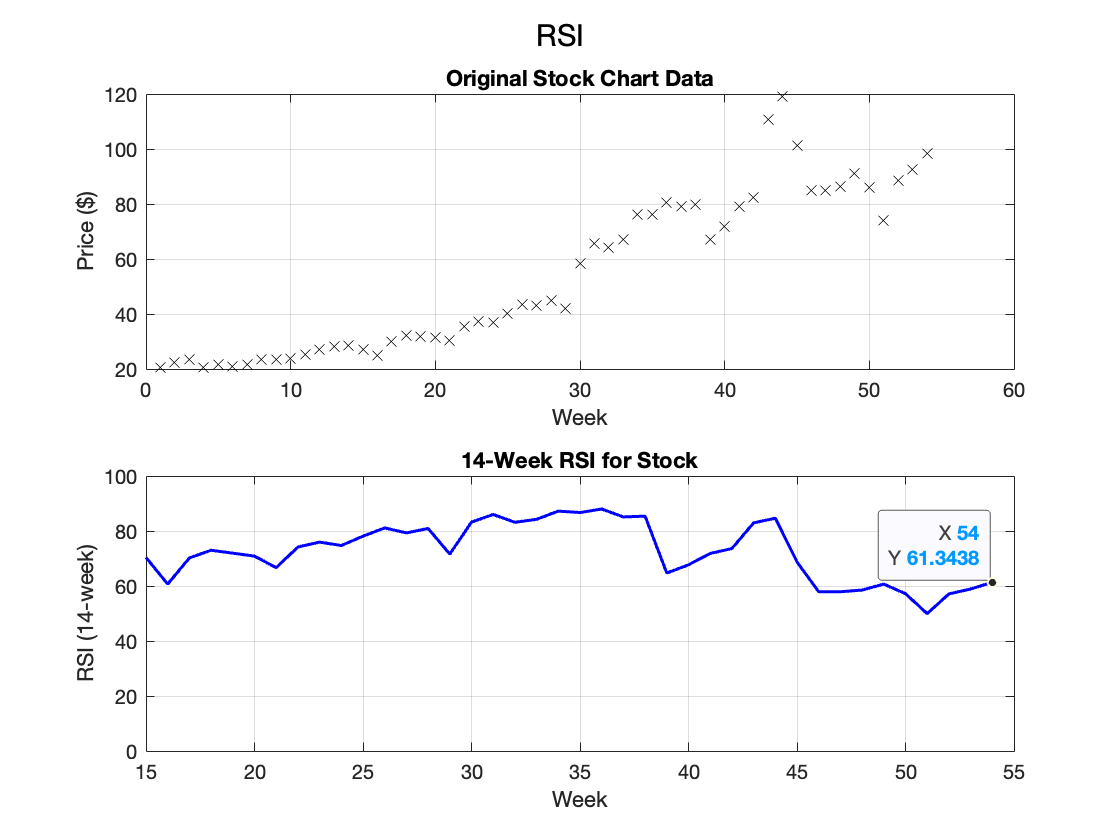 RSI
Original Stock Chart Data
120
100
80
60
40
20
Price ($)
0 10 20 30 40 50 60
Week
14-Week RSI for Stock
100
80
60
40
20
0
RSI (14-week)
X 54
Y 61.3438
15 20 25 30 35 40 45 50 55
Week